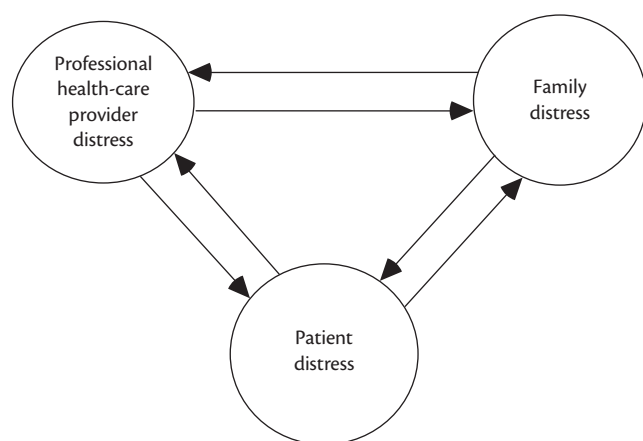 Professional
health-care
provider
distress
Family
distress
Patient
distress